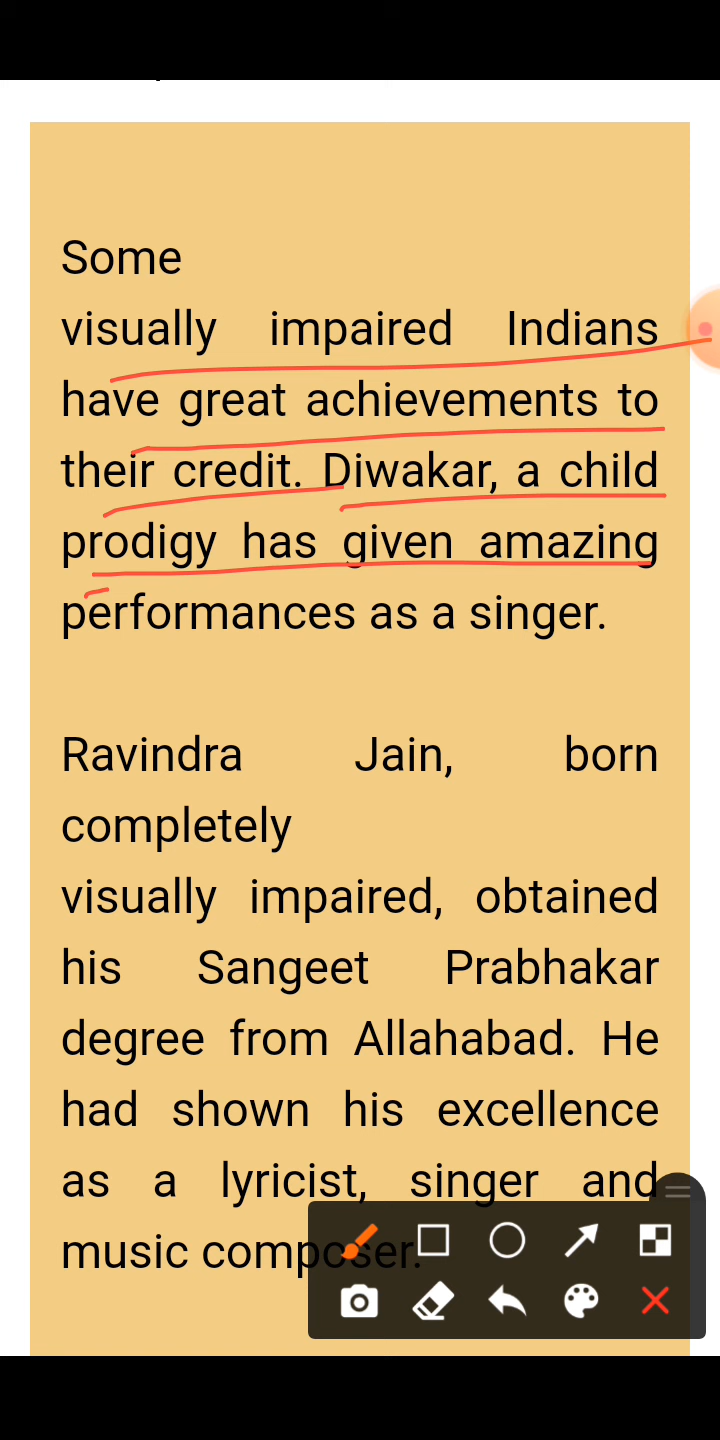 Some
visually impaired Indians
have great achievements to
their credit. Diwakar, a child
prodigy has given amazing
performances as a singer.
Ravindra Jain, born
completely
visually impaired, obtained
his Sangeet Prabhakar
degree from Allahabad. He
had shown his excellence
as a lyricist, singer and
music composer.